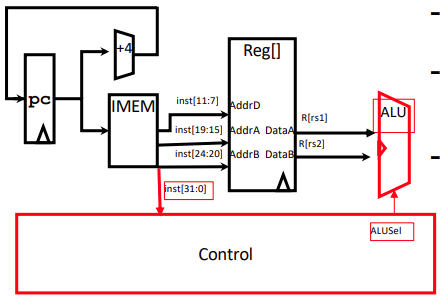 +4
Reg[]
pc
IMEM
inst[11:7]
AddrD
ALU
inst[19:15]
AddrA DataA
R[rs1]
inst[24:20]
AddrB DataB
R[rs2]
inst[31:0]
ALUSel
Control